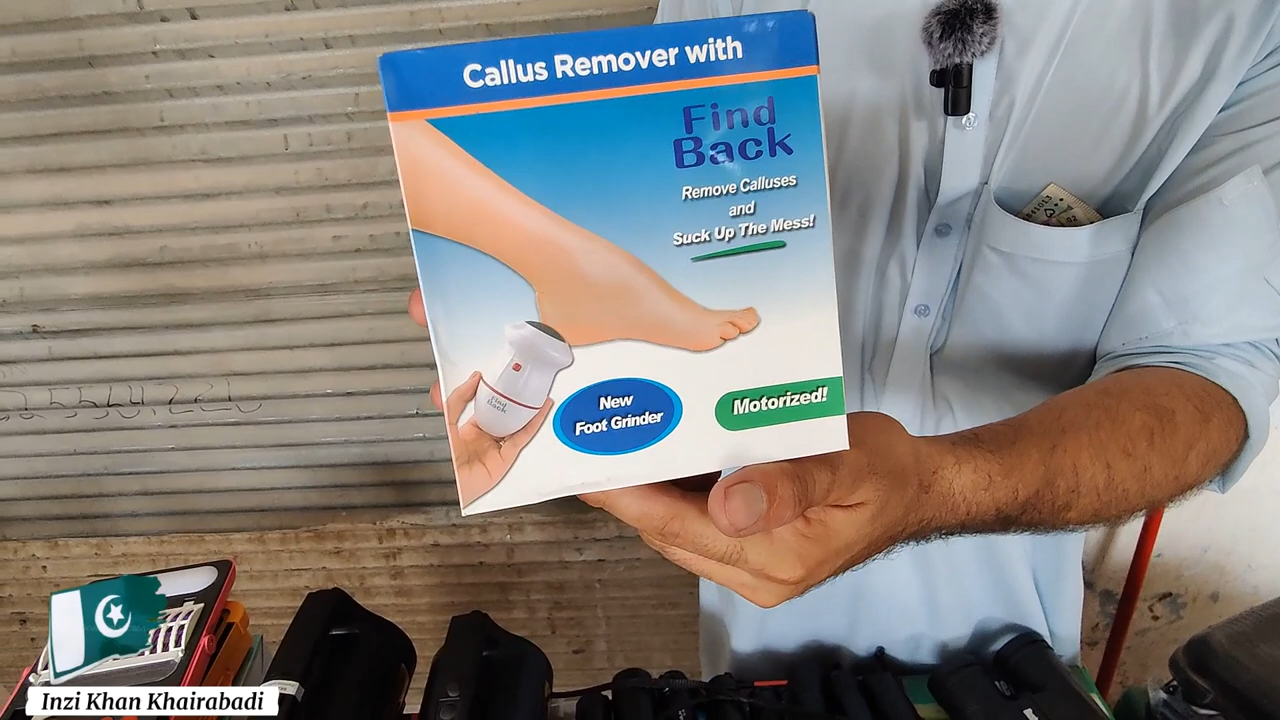 Callus Remover with
Find
Back
Remove Calluses
and
Suck Up The Mess!
Find
Back
New
Foot Grinder
Motorized!
Inzi Khan Khairabadi